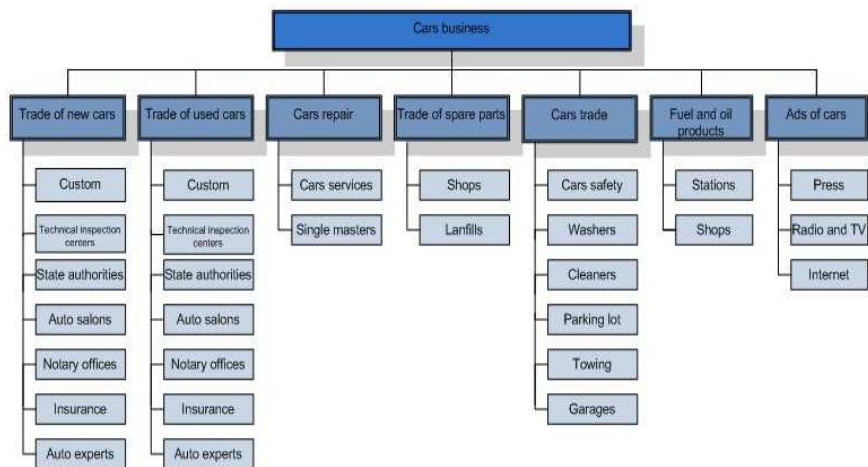 Cars business
Trade of new cars
Trade of used cars
Cars repair
Trade of spare parts
Cars trade
Fuel and oil
products
Ads of cars
Custom
Technical inspection
centers
State authorities
Auto salons
Notary offices
Insurance
Auto experts
Custom
Technical inspection
centers
State authorities
Auto salons
Notary offices
Insurance
Auto experts
Cars services
Single masters
Shops
Lanfills
Cars safety
Washers
Cleaners
Parking lot
Towing
Garages
Stations
Shops
Press
Radio and TV
Internet